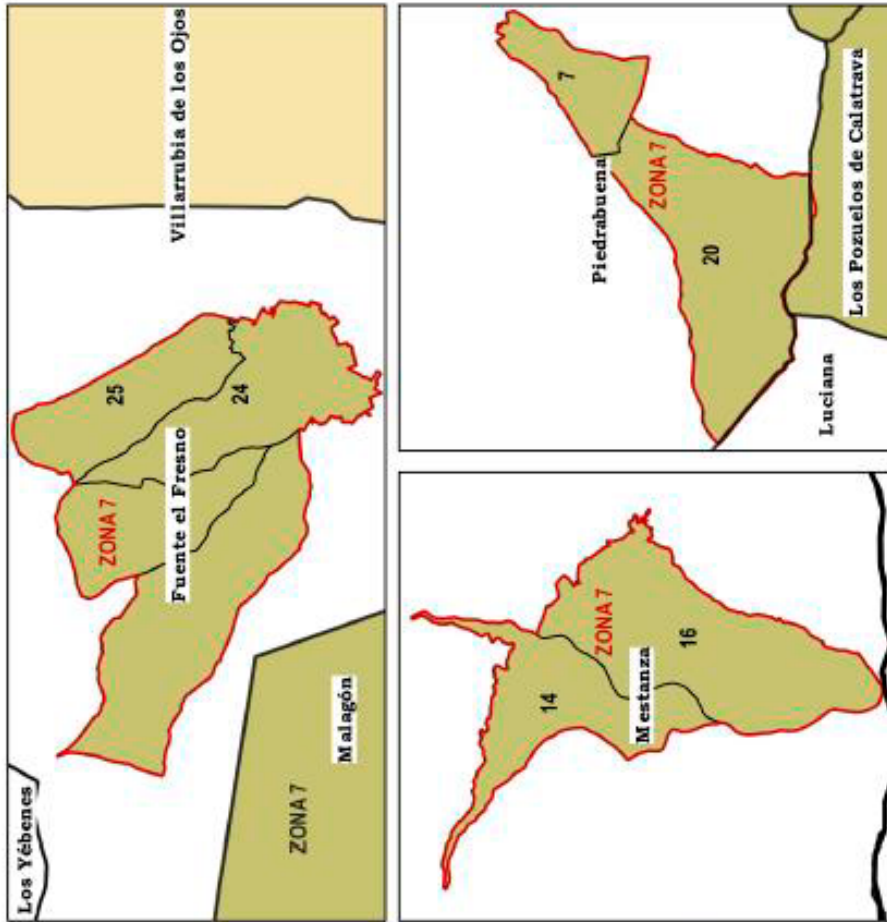 Los Yébenes
ZONA 7
25
Fuente el Fresno
Villarrubia de los Ojos
24
ZONA 7
Malagón
14
ZONA 7
Mestanza
16
7
Piedrabuena
ZONA 7
20
Luciana
Los Pozuelos de Calatrava